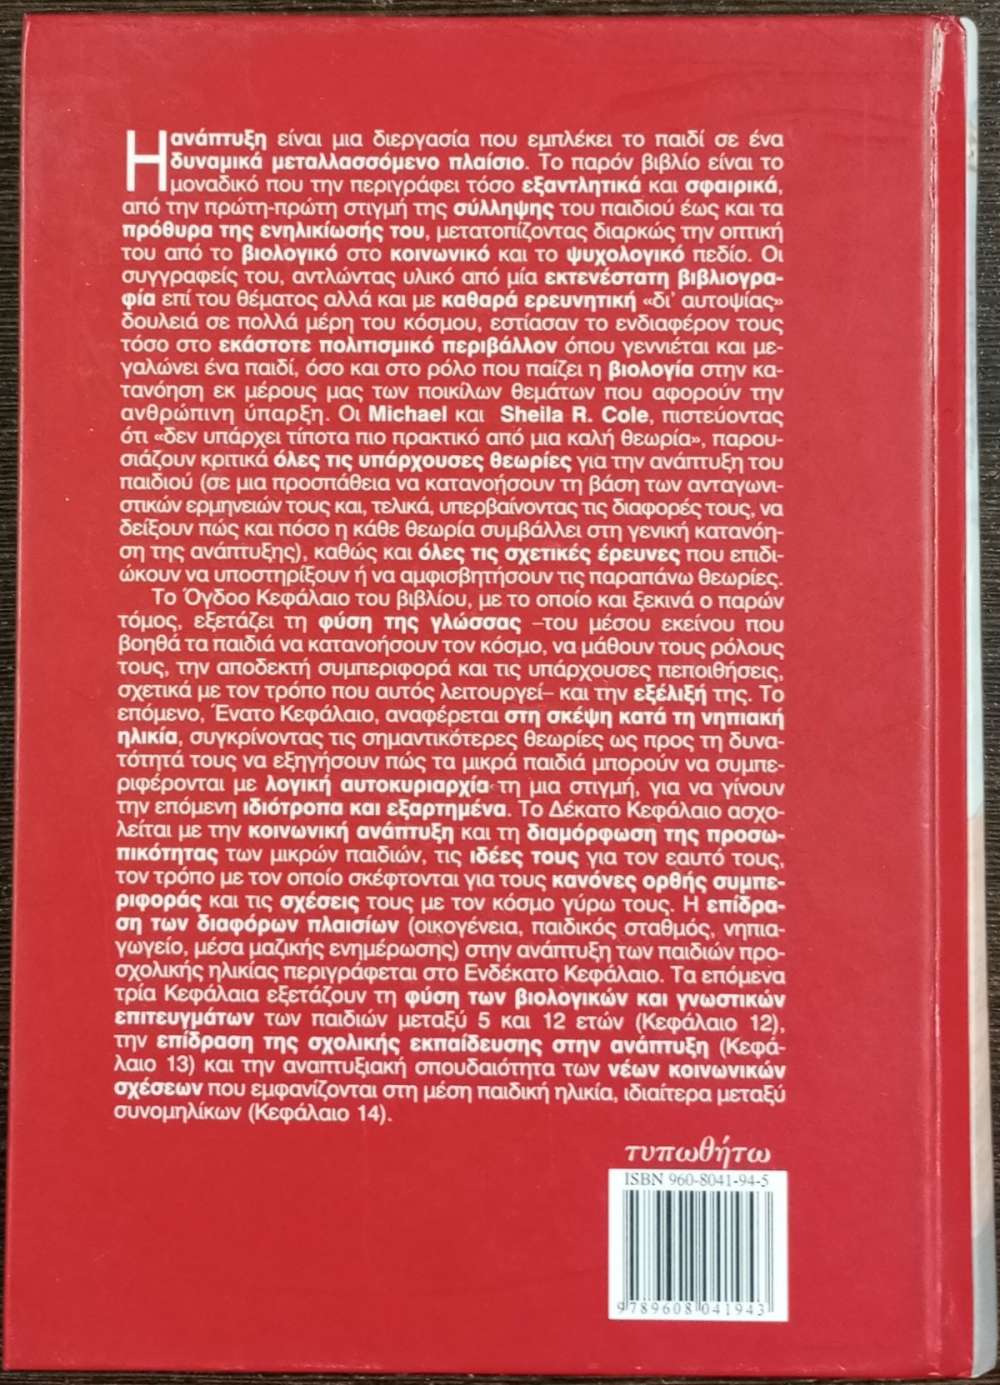 Η ανάπτυξη είναι μια διεργασία που εμπλέκει το παιδί σε ένα
δυναμικά μεταλλασσόμενο πλαίσιο. Το παρόν βιβλίο είναι το
μοναδικό που την περιγράφει τόσο εξαντλητικά και σφαιρικά,
από την πρώτη-πρώτη στιγμή της σύλληψης του παιδιού έως και τα
πρόθυρα της ενηλικίωσής του, μετατοπίζοντας διαρκώς την οπτική
του από το βιολογικό στο κοινωνικό και το ψυχολογικό πεδίο. Οι
συγγραφείς του, αντλώντας υλικό από μία εκτενέστατη βιβλιογρα-
φία επί του θέματος αλλά και με καθαρά ερευνητική «δι' αυτοψίας»
δουλειά σε πολλά μέρη του κόσμου, εστίασαν το ενδιαφέρον τους
τόσο στο εκάστοτε πολιτισμικό περιβάλλον όπου γεννιέται και με-
γαλώνει ένα παιδί, όσο και στο ρόλο που παίζει η βιολογία στην κα-
τανόηση εκ μέρους μας των ποικίλων θεμάτων που αφορούν την
ανθρώπινη ύπαρξη. Οι Michael και Sheila R. Cole, πιστεύοντας
ότι «δεν υπάρχει τίποτα πιο πρακτικό από μια καλή θεωρία», παρου-
σιάζουν κριτικά όλες τις υπάρχουσες θεωρίες για την ανάπτυξη του
παιδιού (σε μια προσπάθεια να κατανοήσουν τη βάση των ανταγωνι-
στικών ερμηνειών τους και, τελικά, υπερβαίνοντας τις διαφορές τους, να
δείξουν πώς και πόσο η κάθε θεωρία συμβάλλει στη γενική κατανόη-
ση της ανάπτυξης), καθώς και όλες τις σχετικές έρευνες που επιδι-
ώκουν να υποστηρίξουν ή να αμφισβητήσουν τις παραπάνω θεωρίες.
Το Όγδοο Κεφάλαιο του βιβλίου, με το οποίο και ξεκινά ο παρών
τόμος, εξετάζει τη φύση της γλώσσας –του μέσου εκείνου που
βοηθά τα παιδιά να κατανοήσουν τον κόσμο, να μάθουν τους ρόλους
τους, την αποδεκτή συμπεριφορά και τις υπάρχουσες πεποιθήσεις,
σχετικά με τον τρόπο που αυτός λειτουργεί– και την εξέλιξή της. Το
επόμενο, Ένατο Κεφάλαιο, αναφέρεται στη σκέψη κατά τη νηπιακή
ηλικία, συγκρίνοντας τις σημαντικότερες θεωρίες ως προς τη δυνα-
τότητά τους να εξηγήσουν πώς τα μικρά παιδιά μπορούν να συμπε-
ριφέρονται με λογική αυτοκυριαρχία τη μια στιγμή, για να γίνουν
την επόμενη ιδιότροπα και εξαρτημένα. Το Δέκατο Κεφάλαιο ασχο-
λείται με την κοινωνική ανάπτυξη και τη διαμόρφωση της προσω-
πικότητας των μικρών παιδιών, τις ιδέες τους για τον εαυτό τους,
τον τρόπο με τον οποίο σκέφτονται για τους κανόνες ορθής συμπε-
ριφοράς και τις σχέσεις τους με τον κόσμο γύρω τους. Η επίδρα-
ση των διαφόρων πλαισίων (οικογένεια, παιδικός σταθμός, νηπια-
γωγείο, μέσα μαζικής ενημέρωσης) στην ανάπτυξη των παιδιών προ-
σχολικής ηλικίας περιγράφεται στο Ενδέκατο Κεφάλαιο. Τα επόμενα
τρία Κεφάλαια εξετάζουν τη φύση των βιολογικών και γνωστικών
επιτευγμάτων των παιδιών μεταξύ 5 και 12 ετών (Κεφάλαιο 12),
την επίδραση της σχολικής εκπαίδευσης στην ανάπτυξη (Κεφά-
λαιο 13) και την αναπτυξιακή σπουδαιότητα των νέων κοινωνικών
σχέσεων που εμφανίζονται στη μέση παιδική ηλικία, ιδιαίτερα μεταξύ
συνομηλίκων (Κεφάλαιο 14).
τυπωθήτω
ISBN 960-8041-94-5
9 789608 041943